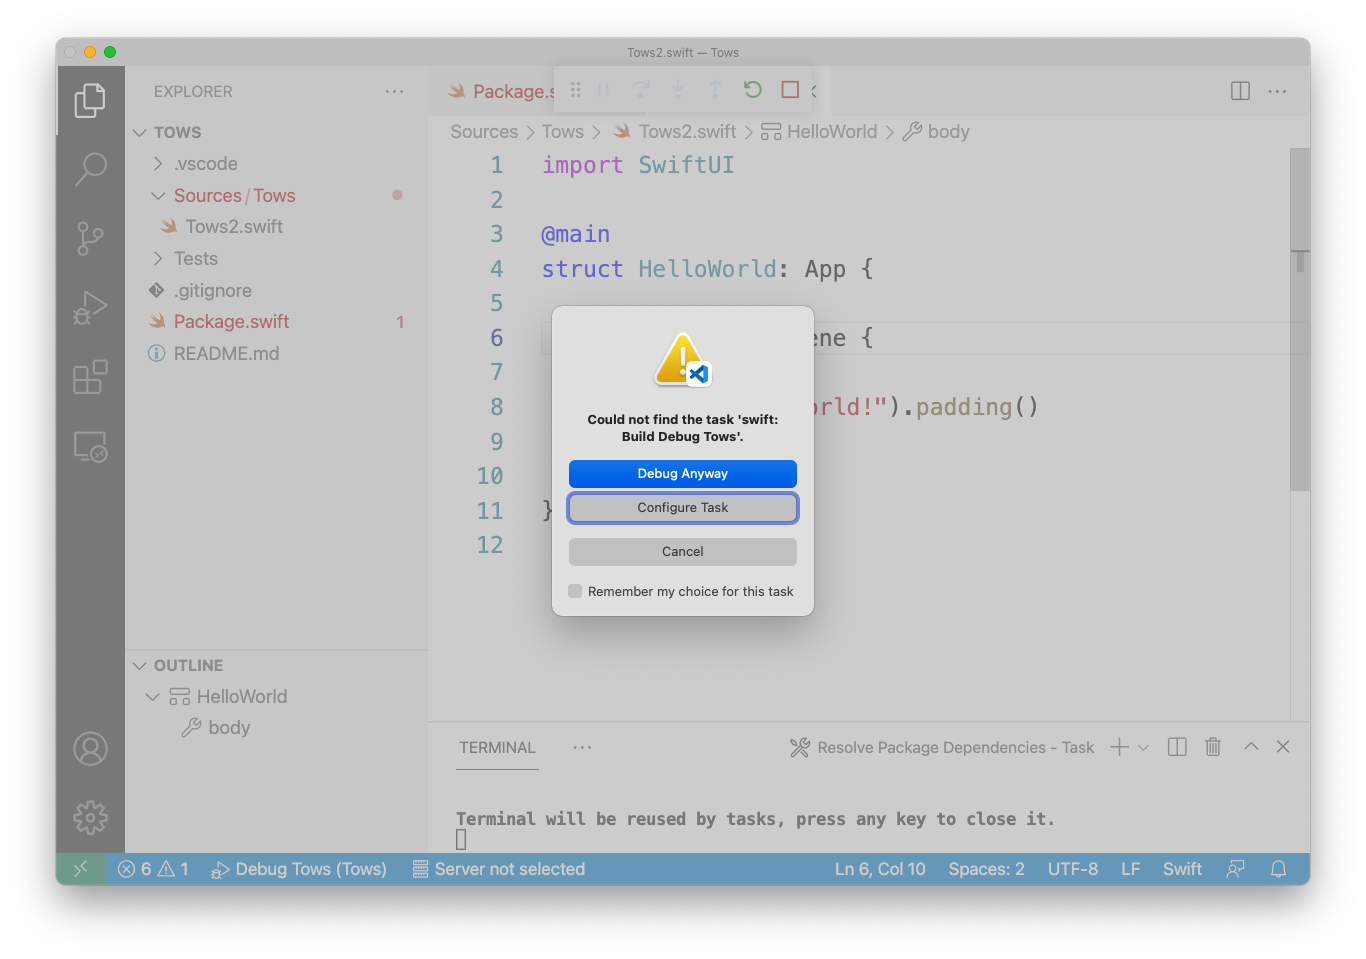 Tows2.swift — Tows
EXPLORER
TOWS
.vscode
Sources/Tows
Tows2.swift
Tests
.gitignore
Package.swift 1
README.md
OUTLINE
HelloWorld
body
Package.s
Sources > Tows > Tows2.swift > HelloWorld > body
1 import SwiftUI
2
3 @main
4 struct HelloWorld: App {
5
6 ene {
7
8 orld!").padding()
9
10
11 }
12
Could not find the task 'swift:
Build Debug Tows'.
Debug Anyway
Configure Task
Cancel
Remember my choice for this task
TERMINAL
Resolve Package Dependencies - Task
Terminal will be reused by tasks, press any key to close it.
6 1 Debug Tows (Tows) Server not selected Ln 6, Col 10 Spaces: 2 UTF-8 LF Swift